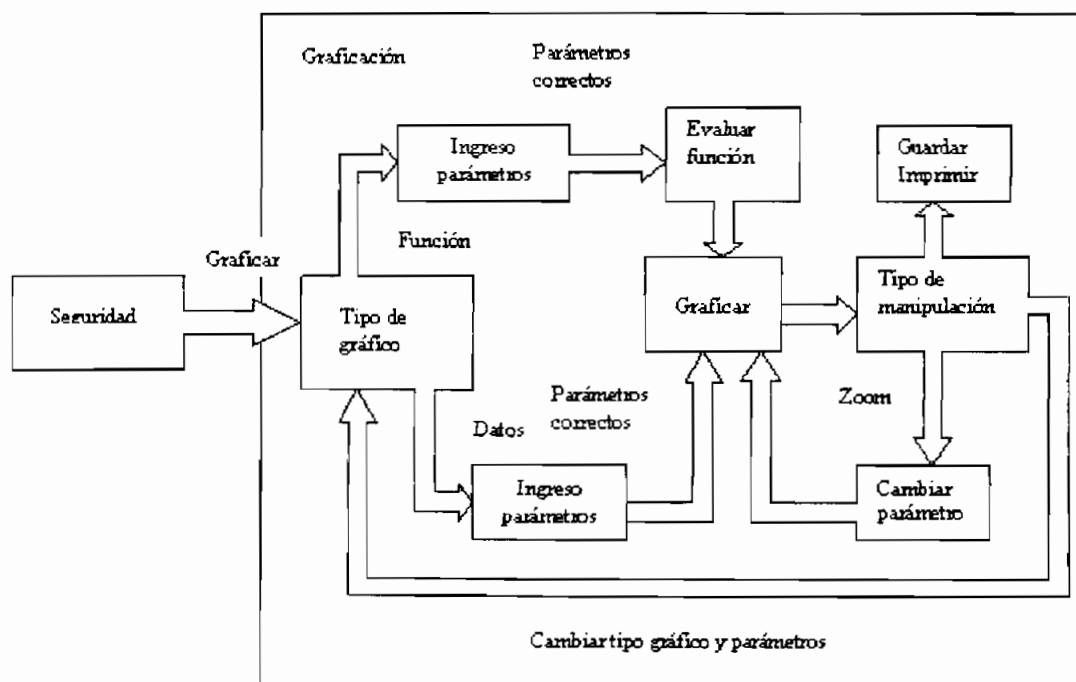 Graficación
Parámetros
correctos
Ingreso
parámetros
Evaluar
función
Guardar
Imprimir
Función
Graficar
Seguridad
Tipo de
gráfico
Graficar
Tipo de
manipulación
Parámetros
correctos
Zoom
Datos
Ingreso
parámetros
Cambiar
parámetro
Cambiar tipo gráfico y parámetros